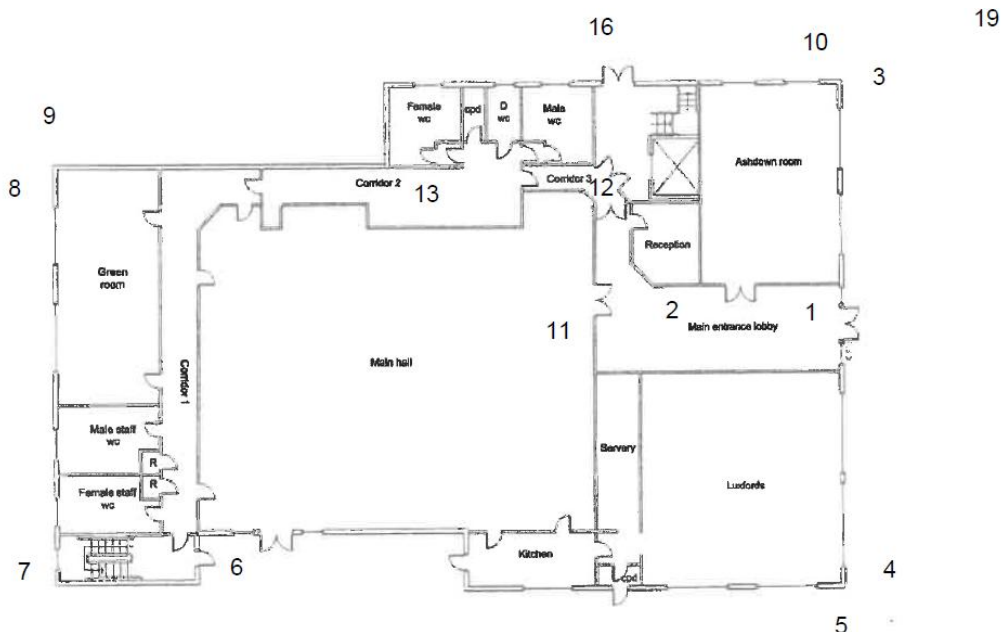 19
16
10
3
Female
wc
cpd
D
wc
Male
wc
9
Ashdown room
8
Corridor 2
13
Corridor 3
12
Reception
Green
room
2
1
11
Main entrance lobby
Main hall
Corridor 1
Male staff
wc
R
Servery
R
Female staff
wc
Luxfords
7
6
Kitchen
cpd
4
5